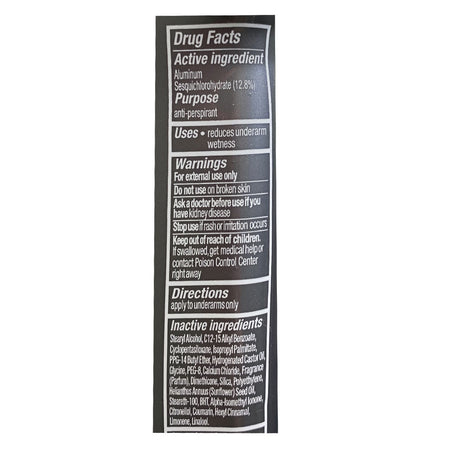 Drug Facts
Active ingredient
Aluminum
Sesquichlorohydrate (12.8%)
Purpose
anti-perspirant
Uses • reduces underarm
wetness
Warnings
For external use only
Do not use on broken skin
Ask a doctor before use if you
have kidney disease
Stop use if rash or irritation occurs
Keep out of reach of children.
If swallowed, get medical help or
contact Poison Control Center
right away
Directions
apply to underarms only
Inactive ingredients
Stearyl Alcohol, C12-15 Alkyl Benzoate,
Cyclopentasiloxane, Isopropyl Palmitate,
PPG-14 Butyl Ether, Hydrogenated Castor Oil,
Glycine, PEG-8, Calcium Chloride, Fragrance
(Parfum), Dimethicone, Silica, Polyethylene,
Helianthus Annuus (Sunflower) Seed Oil,
Steareth-100, BHT, Alpha-Isomethyl Ionone,
Citronellol, Coumarin, Hexyl Cinnamal,
Limonene, Linalool.